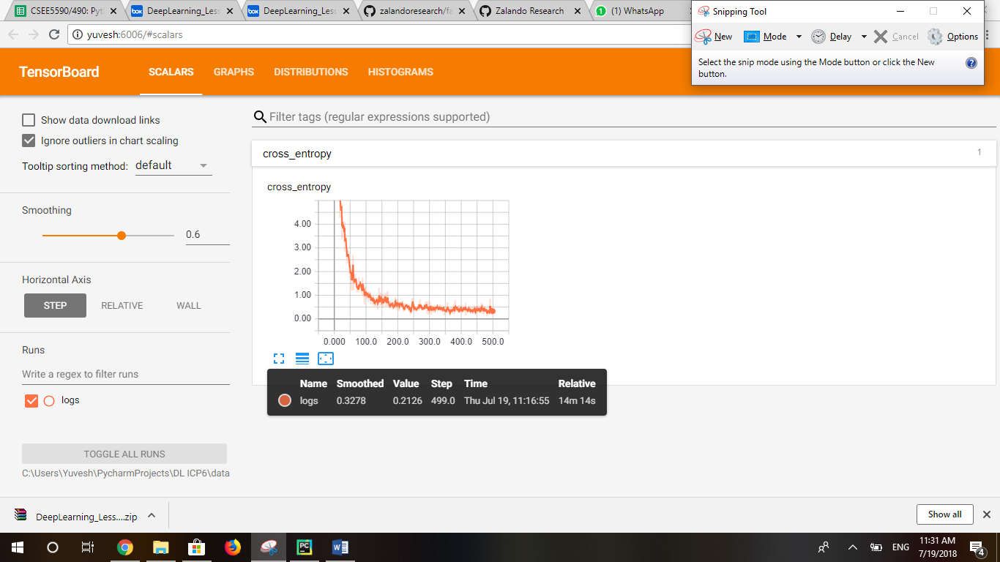 CSEE5590/490: Pyt
DeepLearning_Less
DeepLearning_Less
zalandoresearch/fa
Zalando Research
(1) WhatsApp
Snipping Tool
yuvesh:6006/#scalars
New Mode Delay Cancel Options
Select the snip mode using the Mode button or click the New
button.
TensorBoard SCALARS GRAPHS DISTRIBUTIONS HISTOGRAMS
Show data download links
Ignore outliers in chart scaling
Tooltip sorting method: default
Smoothing
0.6
Horizontal Axis
STEP RELATIVE WALL
Runs
Write a regex to filter runs
logs
TOGGLE ALL RUNS
C:\Users\Yuvesh\PycharmProjects\DL ICP6\data
Filter tags (regular expressions supported)
cross_entropy 1
cross_entropy
4.00
3.00
2.00
1.00
0.00
0.000 100.0 200.0 300.0 400.0 500.0
Name Smoothed Value Step Time Relative
logs 0.3278 0.2126 499.0 Thu Jul 19, 11:16:55 14m 14s
DeepLearning_Less....zip
Show all
ENG
11:31 AM
7/19/2018
4